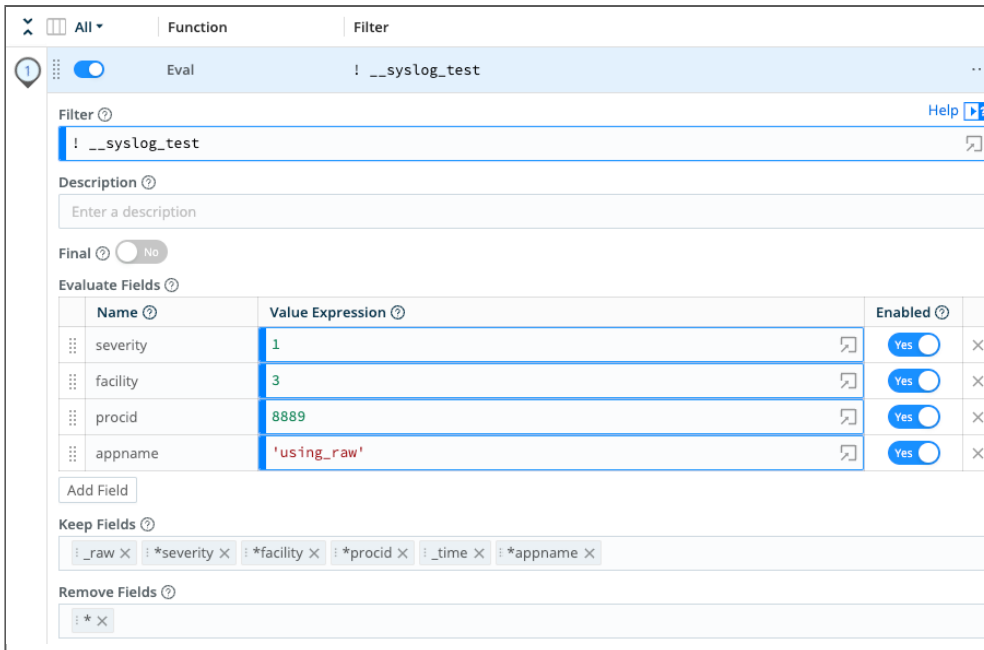 All Function Filter
1 Eval ! __syslog_test ..
Filter Help
! __syslog_test
Description
Enter a description
Final No
Evaluate Fields
Name Value Expression Enabled
severity 1 Yes
facility 3 Yes
procid 8889 Yes
appname 'using_raw' Yes
Add Field
Keep Fields
_raw *severity *facility *procid _time *appname
Remove Fields
*